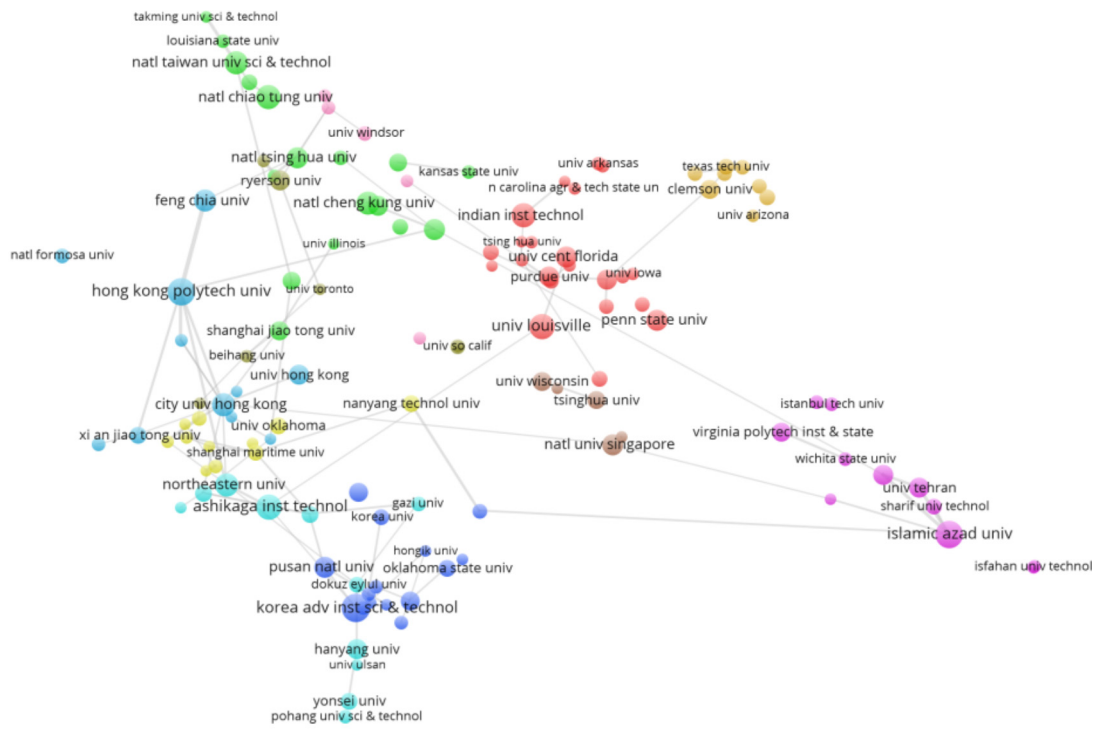 takming univ sci & technol
louisiana state univ
natl taiwan univ sci & technol
natl chiao tung univ
univ windsor
natl tsing hua univ
kansas state univ
univ arkansas
texas tech univ
ryerson univ
n carolina agr & tech state un
clemson univ
feng chia univ
natl cheng kung univ
indian inst technol
univ arizona
univ illinois
tsing hua univ
natl formosa univ
univ cent florida
purdue univ
univ iowa
hong kong polytech univ
univ toronto
univ louisville
penn state univ
shanghai jiao tong univ
univ so calif
beihang univ
univ hong kong
univ wisconsin
tsinghua univ
city univ hong kong
nanyang technol univ
istanbul tech univ
univ oklahoma
xi an jiao tong univ
virginia polytech inst & state
natl univ singapore
shanghai maritime univ
wichita state univ
northeastern univ
univ tehran
ashikaga inst technol
gazi univ
sharif univ technol
korea univ
islamic azad univ
hongik univ
pusan natl univ
oklahoma state univ
isfahan univ technol
dokuz eylul univ
korea adv inst sci & technol
hanyang univ
univ ulsan
yonsei univ
pohang univ sci & technol